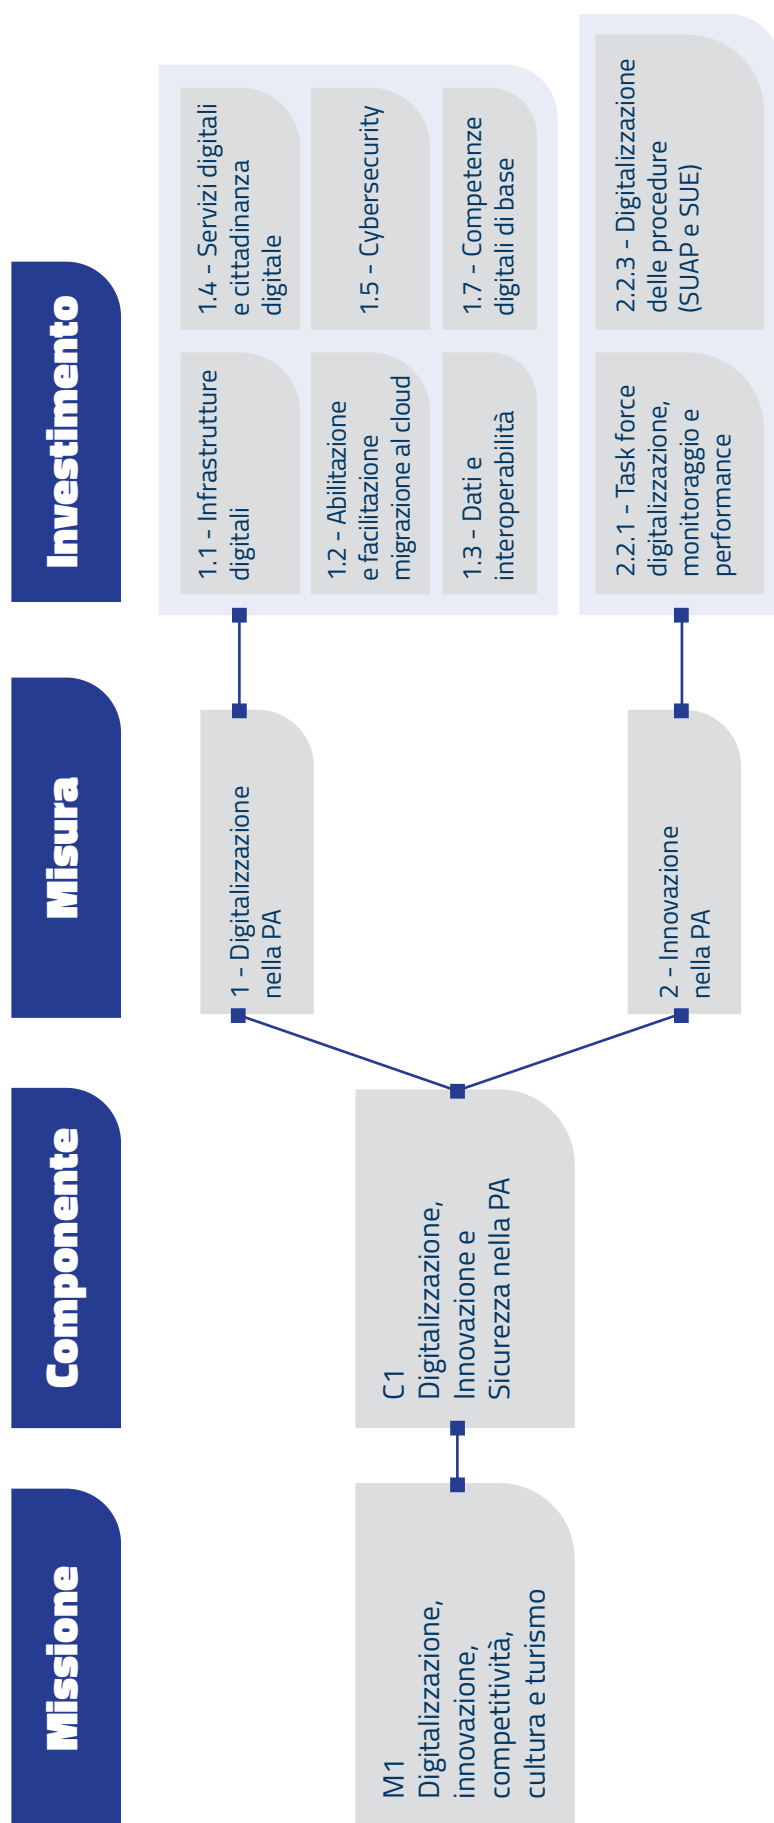 Missione
Componente
Misura
Investimento
M1
Digitalizzazione,
innovazione,
competitività,
cultura e turismo
C1
Digitalizzazione,
Innovazione e
Sicurezza nella PA
1 - Digitalizzazione
nella PA
2 - Innovazione
nella PA
1.1 - Infrastrutture
digitali
1.4 - Servizi digitali
e cittadinanza
digitale
1.2 - Abilitazione
e facilitazione
migrazione al cloud
1.5 - Cybersecurity
1.3 - Dati e
interoperabilità
1.7 - Competenze
digitali di base
2.2.1 - Task force
digitalizzazione,
monitoraggio e
performance
2.2.3 - Digitalizzazione
delle procedure
(SUAP e SUE)